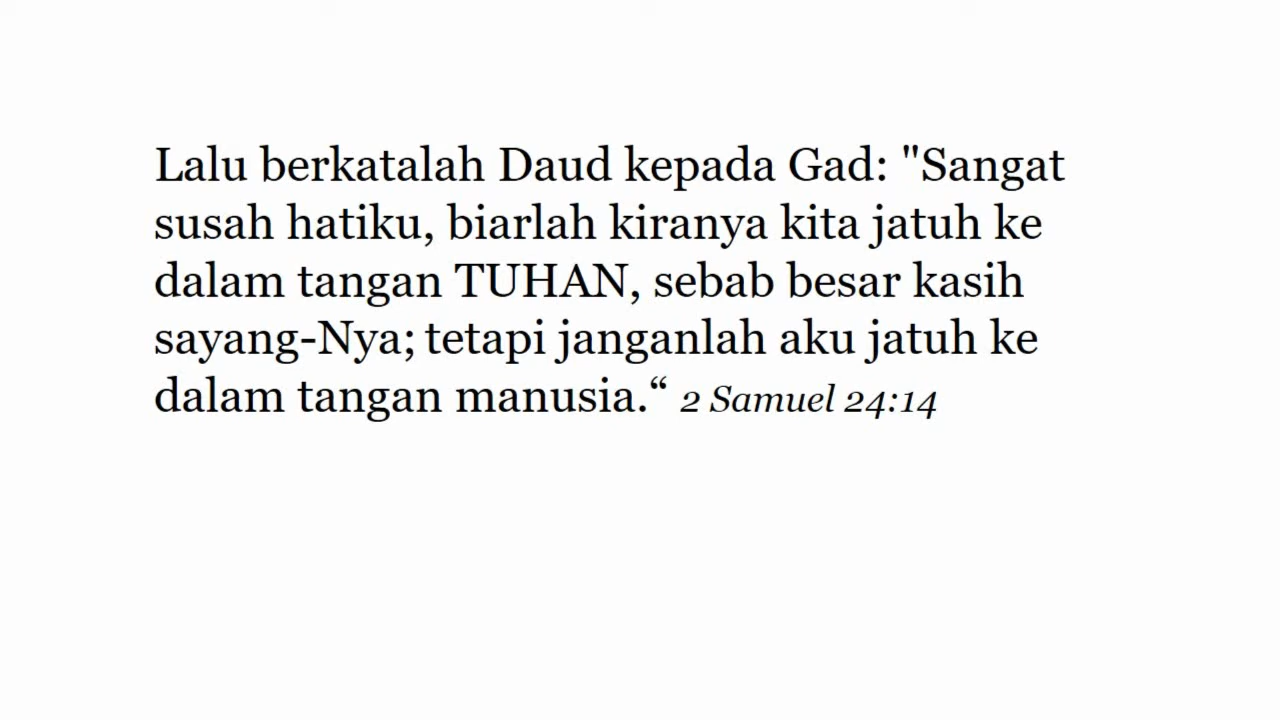 Lalu berkatalah Daud kepada Gad: "Sangat
susah hatiku, biarlah kiranya kita jatuh ke
dalam tangan TUHAN, sebab besar kasih
sayang-Nya; tetapi janganlah aku jatuh ke
dalam tangan manusia.“ 2 Samuel 24:14